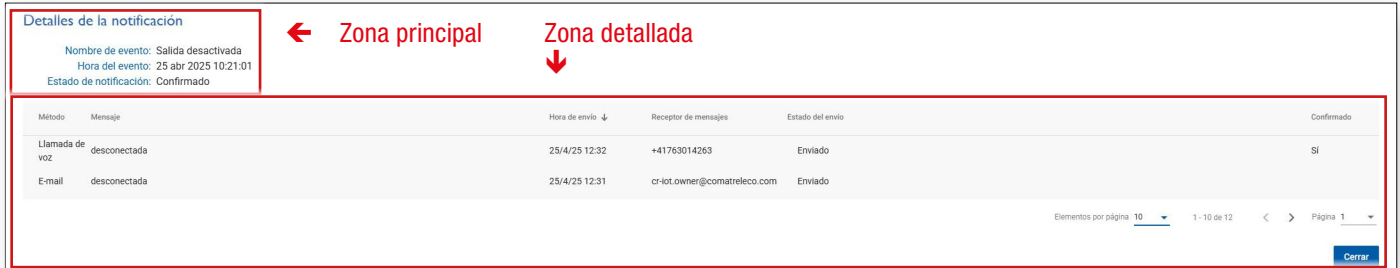 Detalles de la notificación
Nombre de evento: Salida desactivada
Hora del evento: 25 abr 2025 10:21:01
Estado de notificación: Confirmado
Zona principal
Zona detallada
Método Mensaje Hora de envío Receptor de mensajes Estado del envío Confirmado
Llamada de voz desconectada 25/4/25 12:32 +41763014263 Enviado Sí
E-mail desconectada 25/4/25 12:31 cr-iot.owner@comatreleco.com Enviado
Elementos por página 10 1 - 10 de 12 Página 1
Cerrar